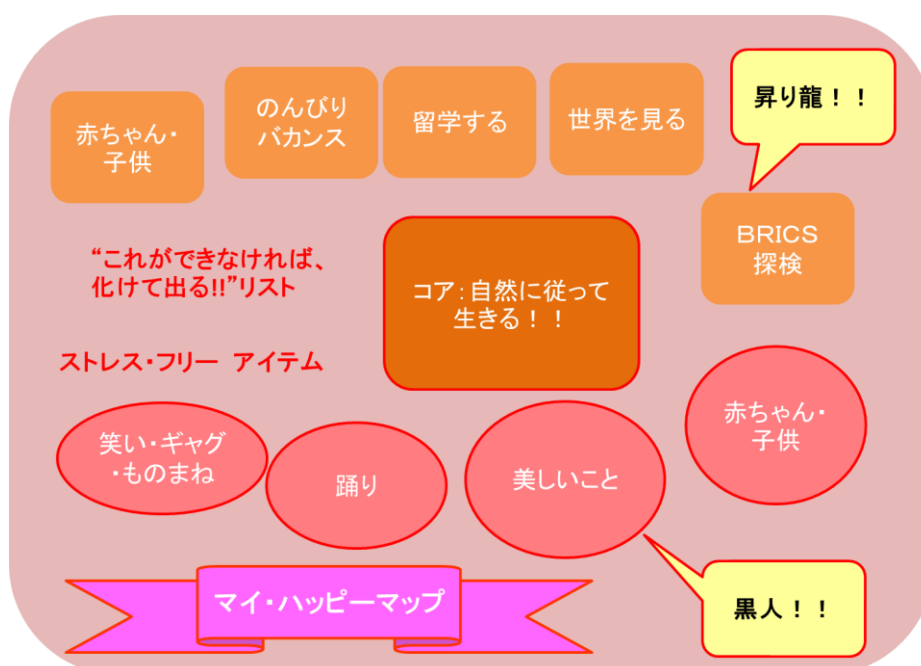 赤ちゃん・
子供
のんびり
バカンス
留学する
世界を見る
昇り龍！！
ＢＲＩＣＳ
探検
“これができなければ、
化けて出る!!”リスト
コア：自然に従って
生きる！！
ストレス・フリー アイテム
笑い・ギャグ
・ものまね
踊り
美しいこと
赤ちゃん・
子供
黒人！！
マイ・ハッピーマップ